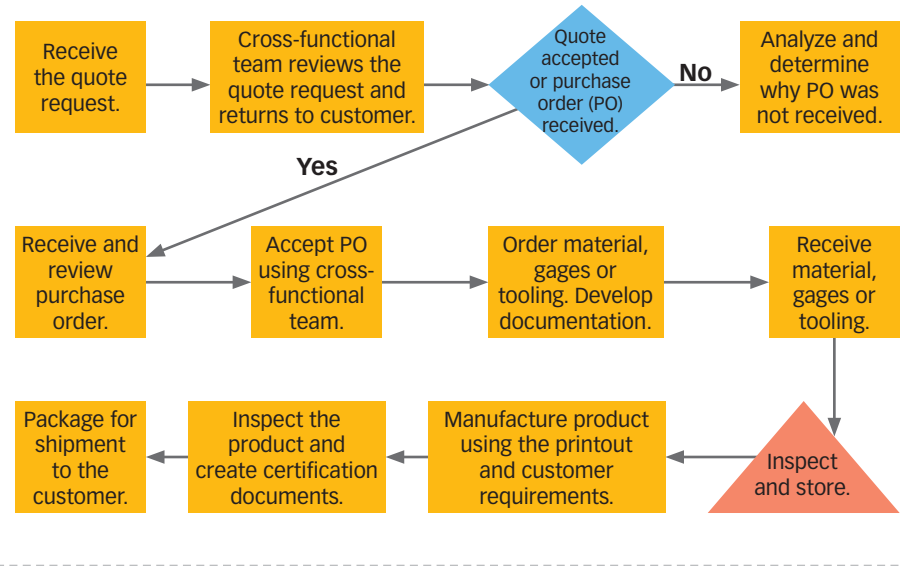 Receive
the quote
request.
Cross-functional
team reviews the
quote request and
returns to customer.
Quote
accepted
or purchase
order (PO)
received.
No
Analyze and
determine
why PO was
not received.
Yes
Receive and
review
purchase
order.
Accept PO
using cross-
functional
team.
Order material,
gages or
tooling. Develop
documentation.
Receive
material,
gages or
tooling.
Inspect
and store.
Manufacture product
using the printout
and customer
requirements.
Inspect the
product and
create certification
documents.
Package for
shipment
to the
customer.